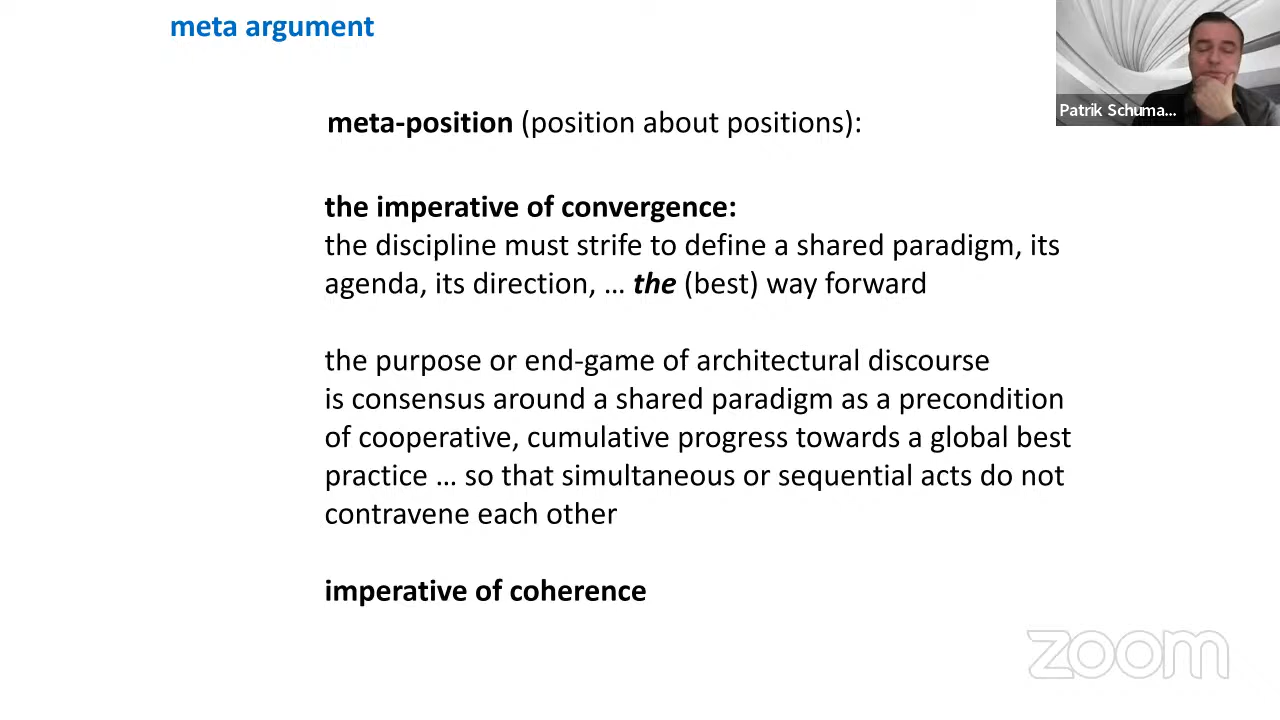 meta argument
Patrik Schuma...
meta-position (position about positions):
the imperative of convergence:
the discipline must strife to define a shared paradigm, its
agenda, its direction, … the (best) way forward
the purpose or end-game of architectural discourse
is consensus around a shared paradigm as a precondition
of cooperative, cumulative progress towards a global best
practice … so that simultaneous or sequential acts do not
contravene each other
imperative of coherence
zoom